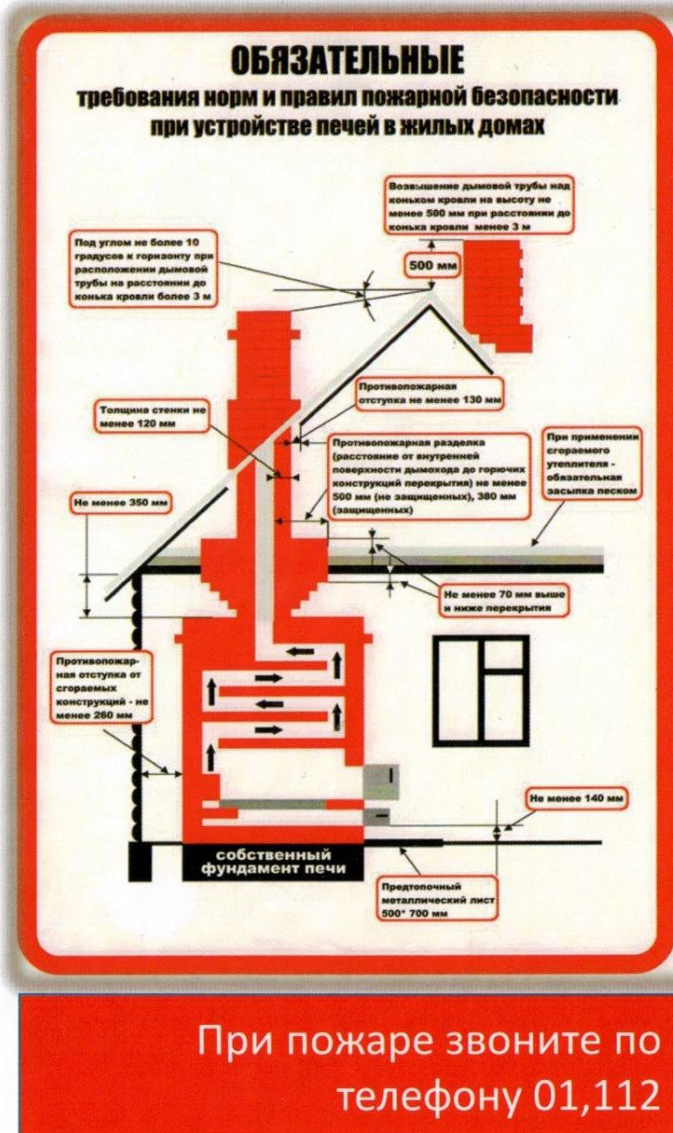 ОБЯЗАТЕЛЬНЫЕ
требования норм и правил пожарной безопасности
при устройстве печей в жилых домах
Возвышение дымовой трубы над
коньком кровли на высоту не
менее 500 мм при расстоянии до
конька кровли менее 3 м
Под углом не более 10
градусов к горизонту при
расположении дымовой
трубы на расстоянии до
конька кровли более 3 м
500 мм
Противопожарная
отступка не менее 130 мм
Толщина стенки не
менее 120 мм
Противопожарная разделка
(расстояние от внутренней
поверхности дымохода до горючих
конструкций перекрытия) не менее
500 мм (не защищенных), 380 мм
(защищенных)
При применении
сгораемого
утеплителя -
обязательная
засыпка песком
Не менее 350 мм
Не менее 70 мм выше
и ниже перекрытия
Противопожар-
ная отступка от
сгораемых
конструкций - не
менее 260 мм
Не менее 140 мм
собственный
фундамент печи
Предтопочный
металлический лист
500* 700 мм
При пожаре звоните по
телефону 01,112